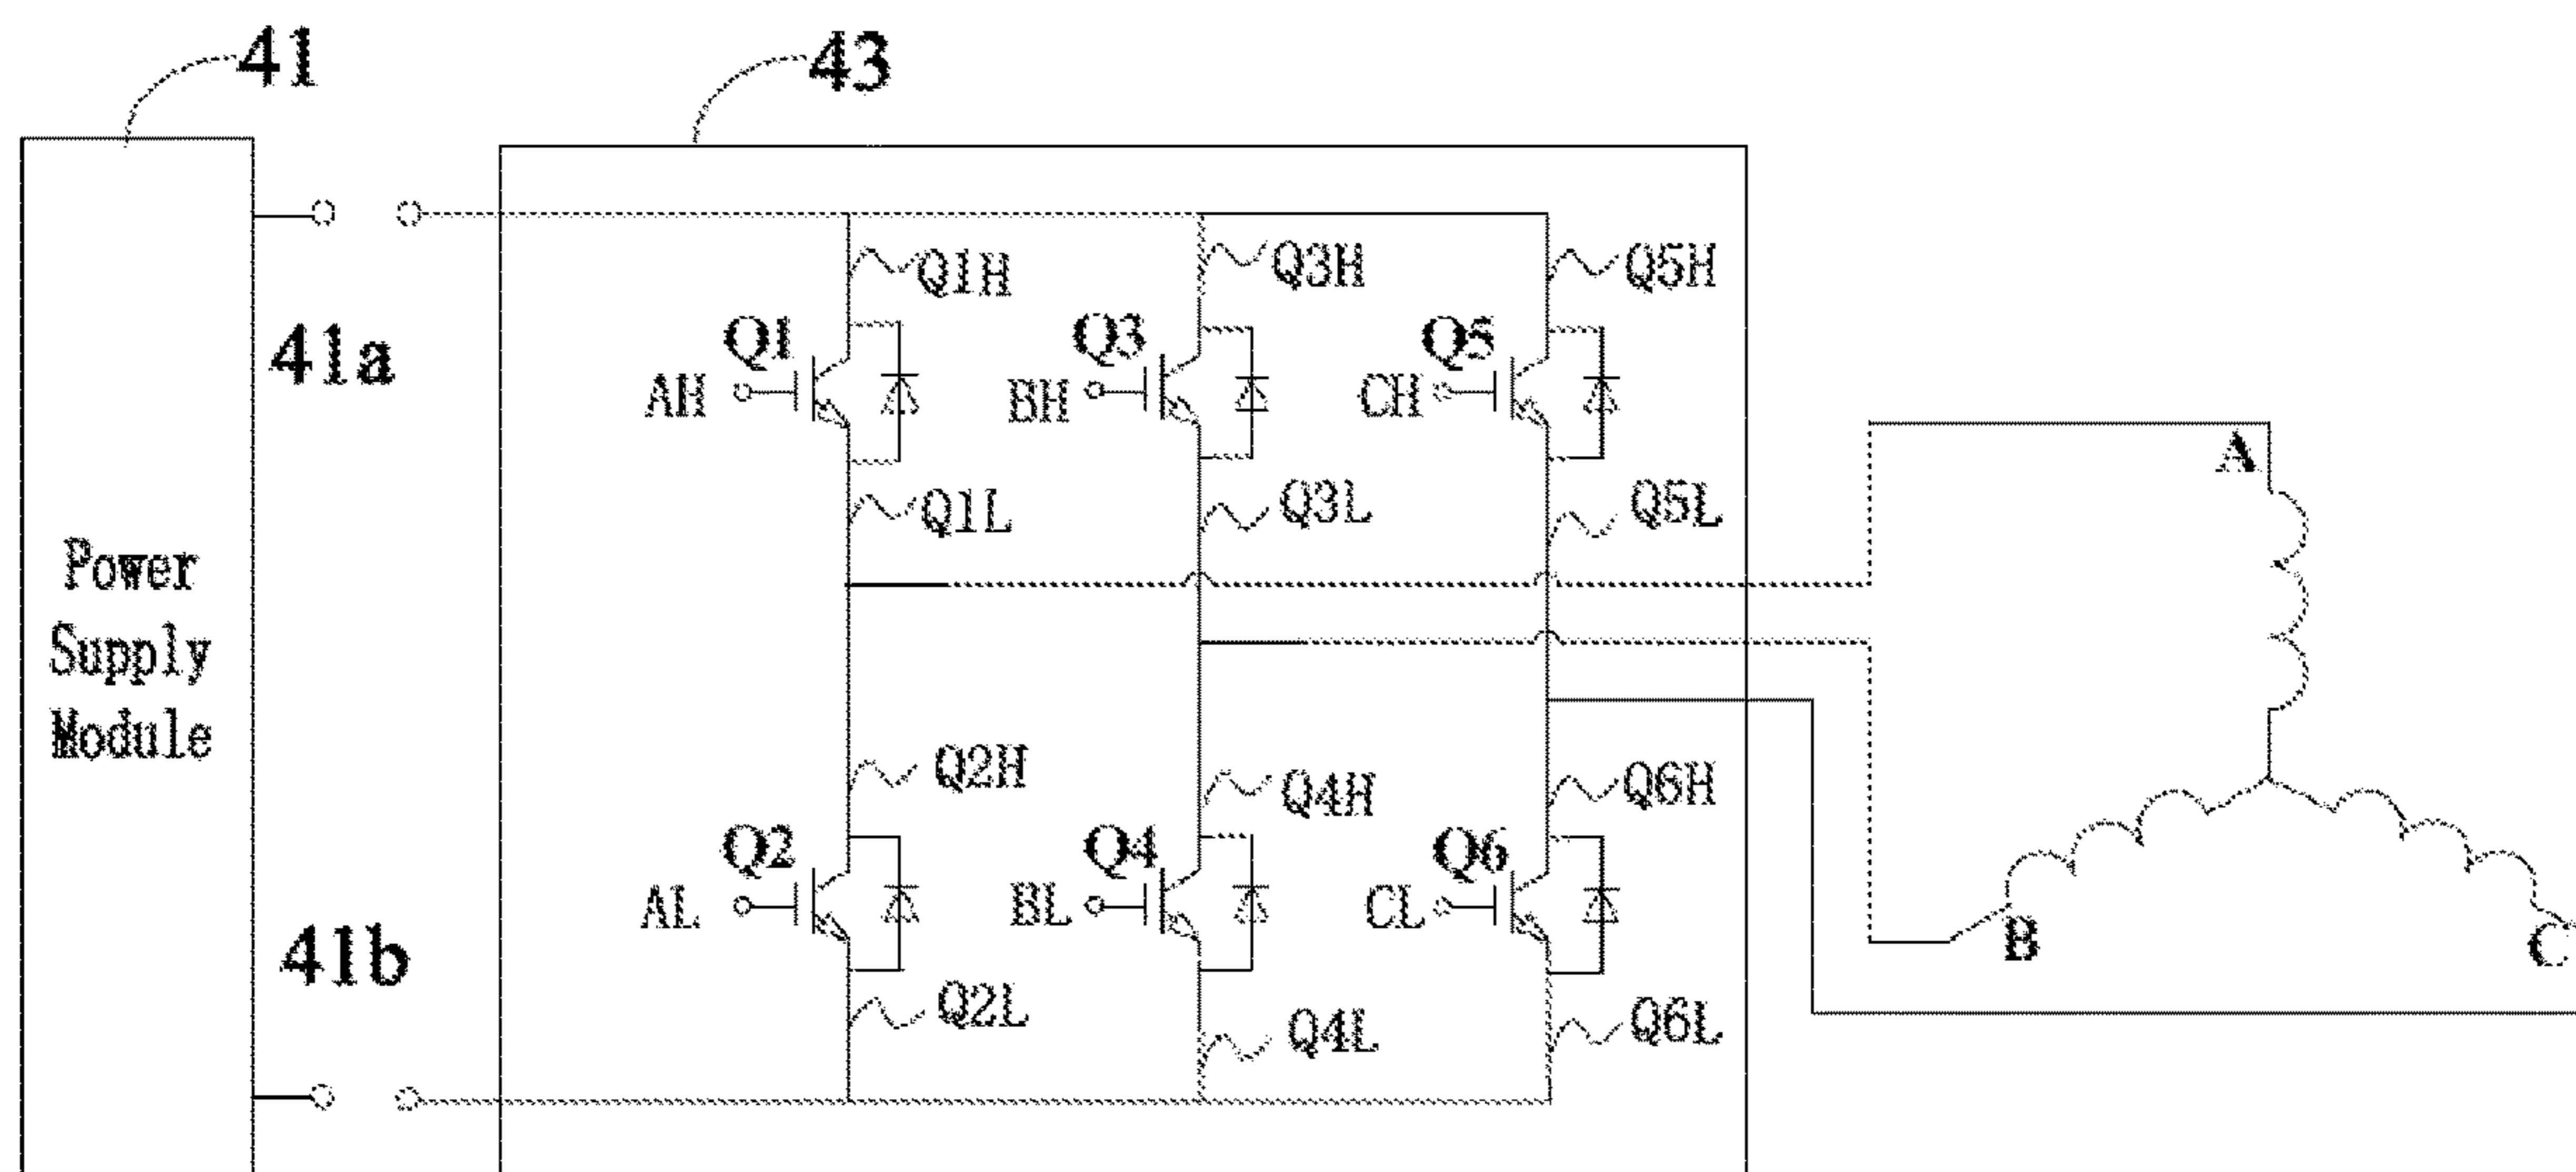 41
43
Q1H
Q3H
Q5H
41a
Q1
Q3
Q5
AH
BH
CH
A
Q1L
Q3L
Q5L
Power
Supply
Module
Q2H
Q4H
Q6H
Q2
Q4
Q6
AL
BL
CL
41b
B
C
Q2L
Q4L
Q6L